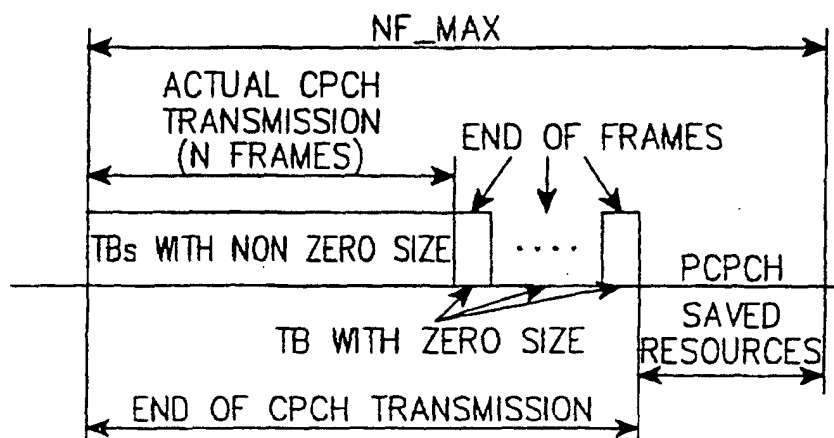 NF_MAX
ACTUAL CPCH
TRANSMISSION
(N FRAMES)
END OF FRAMES
TBs WITH NON ZERO SIZE
....
PCPCH
TB WITH ZERO SIZE
SAVED
RESOURCES
END OF CPCH TRANSMISSION